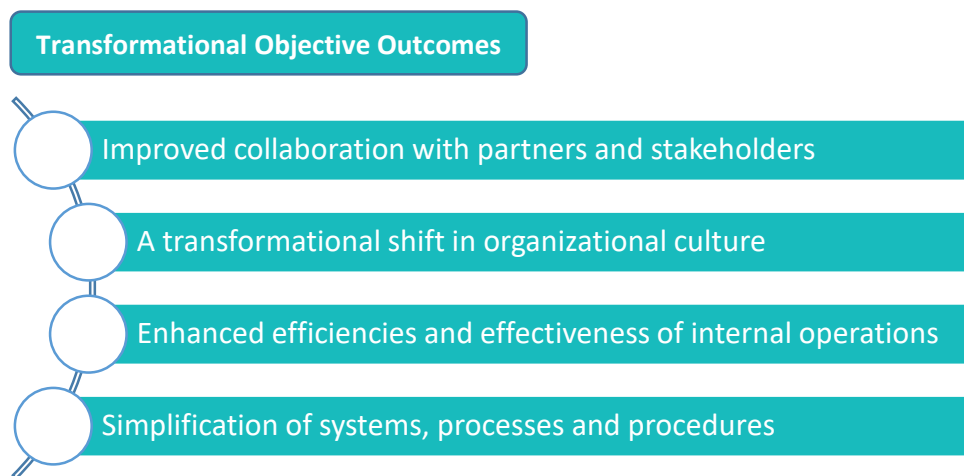 Transformational Objective Outcomes
Improved collaboration with partners and stakeholders
A transformational shift in organizational culture
Enhanced efficiencies and effectiveness of internal operations
Simplification of systems, processes and procedures